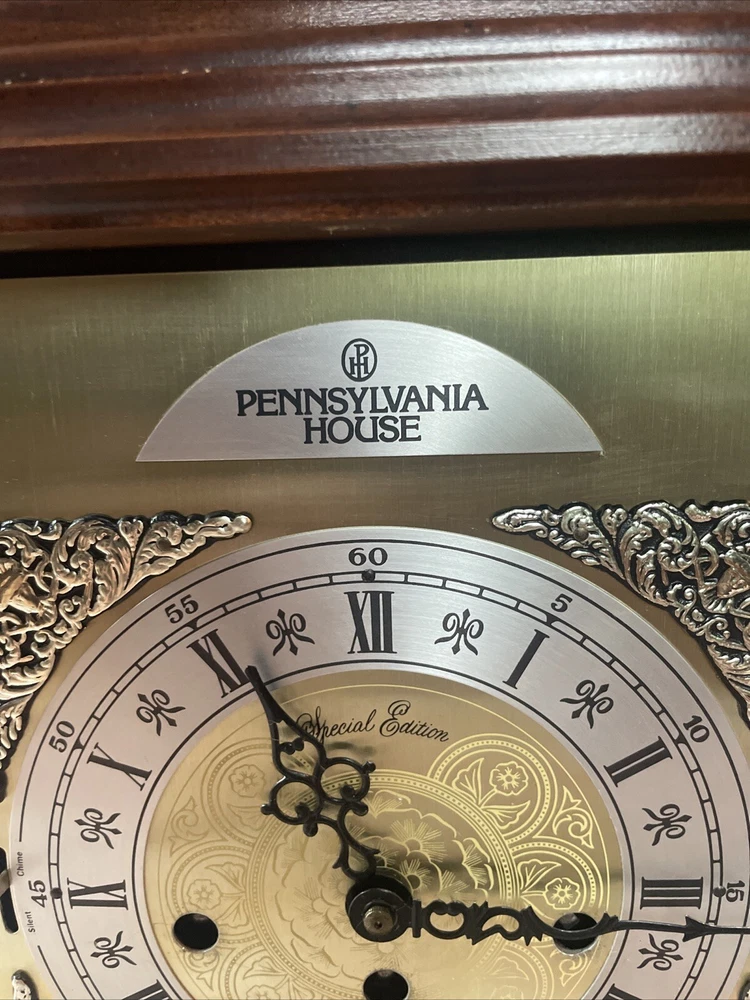 PH
PENNSYLVANIA
HOUSE
60
55
5
XII
XI
I
Special Edition
50
10
X
II
Chime
Silent
45
IX
III
15